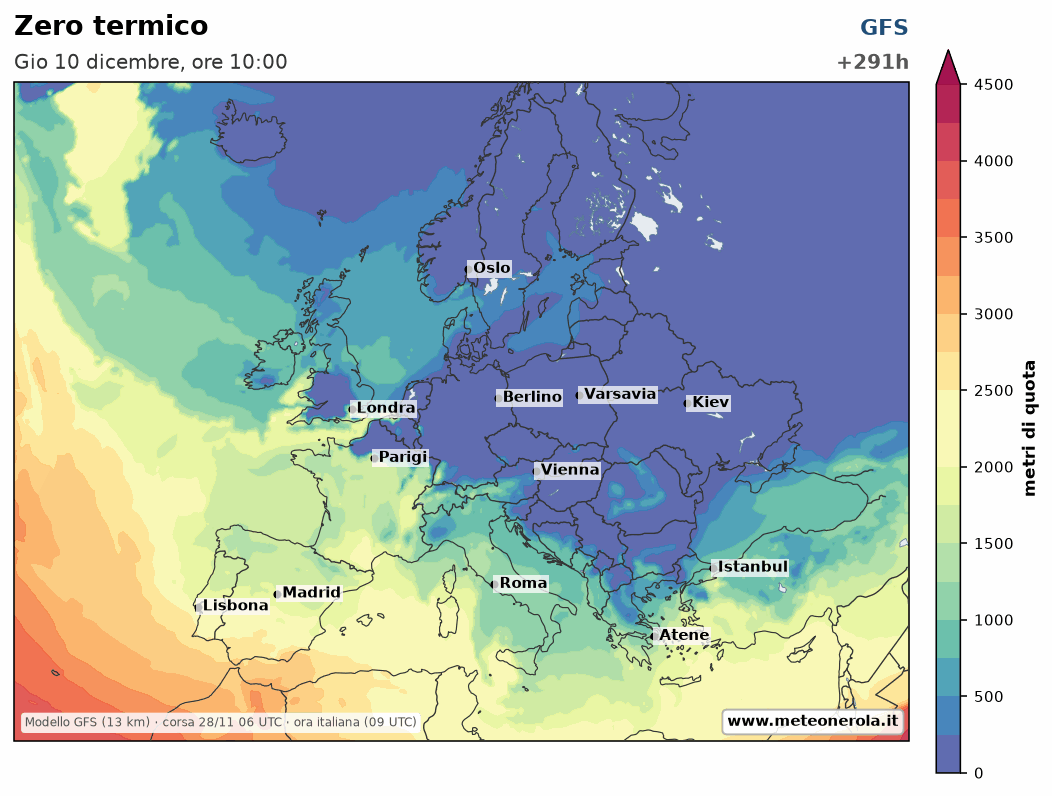 Zero termico
GFS
Gio 10 dicembre, ore 10:00
+291h
4500
4000
3500
3000
2500
2000
1500
1000
500
0
metri di quota
Oslo
Londra
Berlino
Varsavia
Kiev
Parigi
Vienna
Istanbul
Roma
Madrid
Lisbona
Atene
Modello GFS (13 km) · corsa 28/11 06 UTC · ora italiana (09 UTC)
www.meteonerola.it